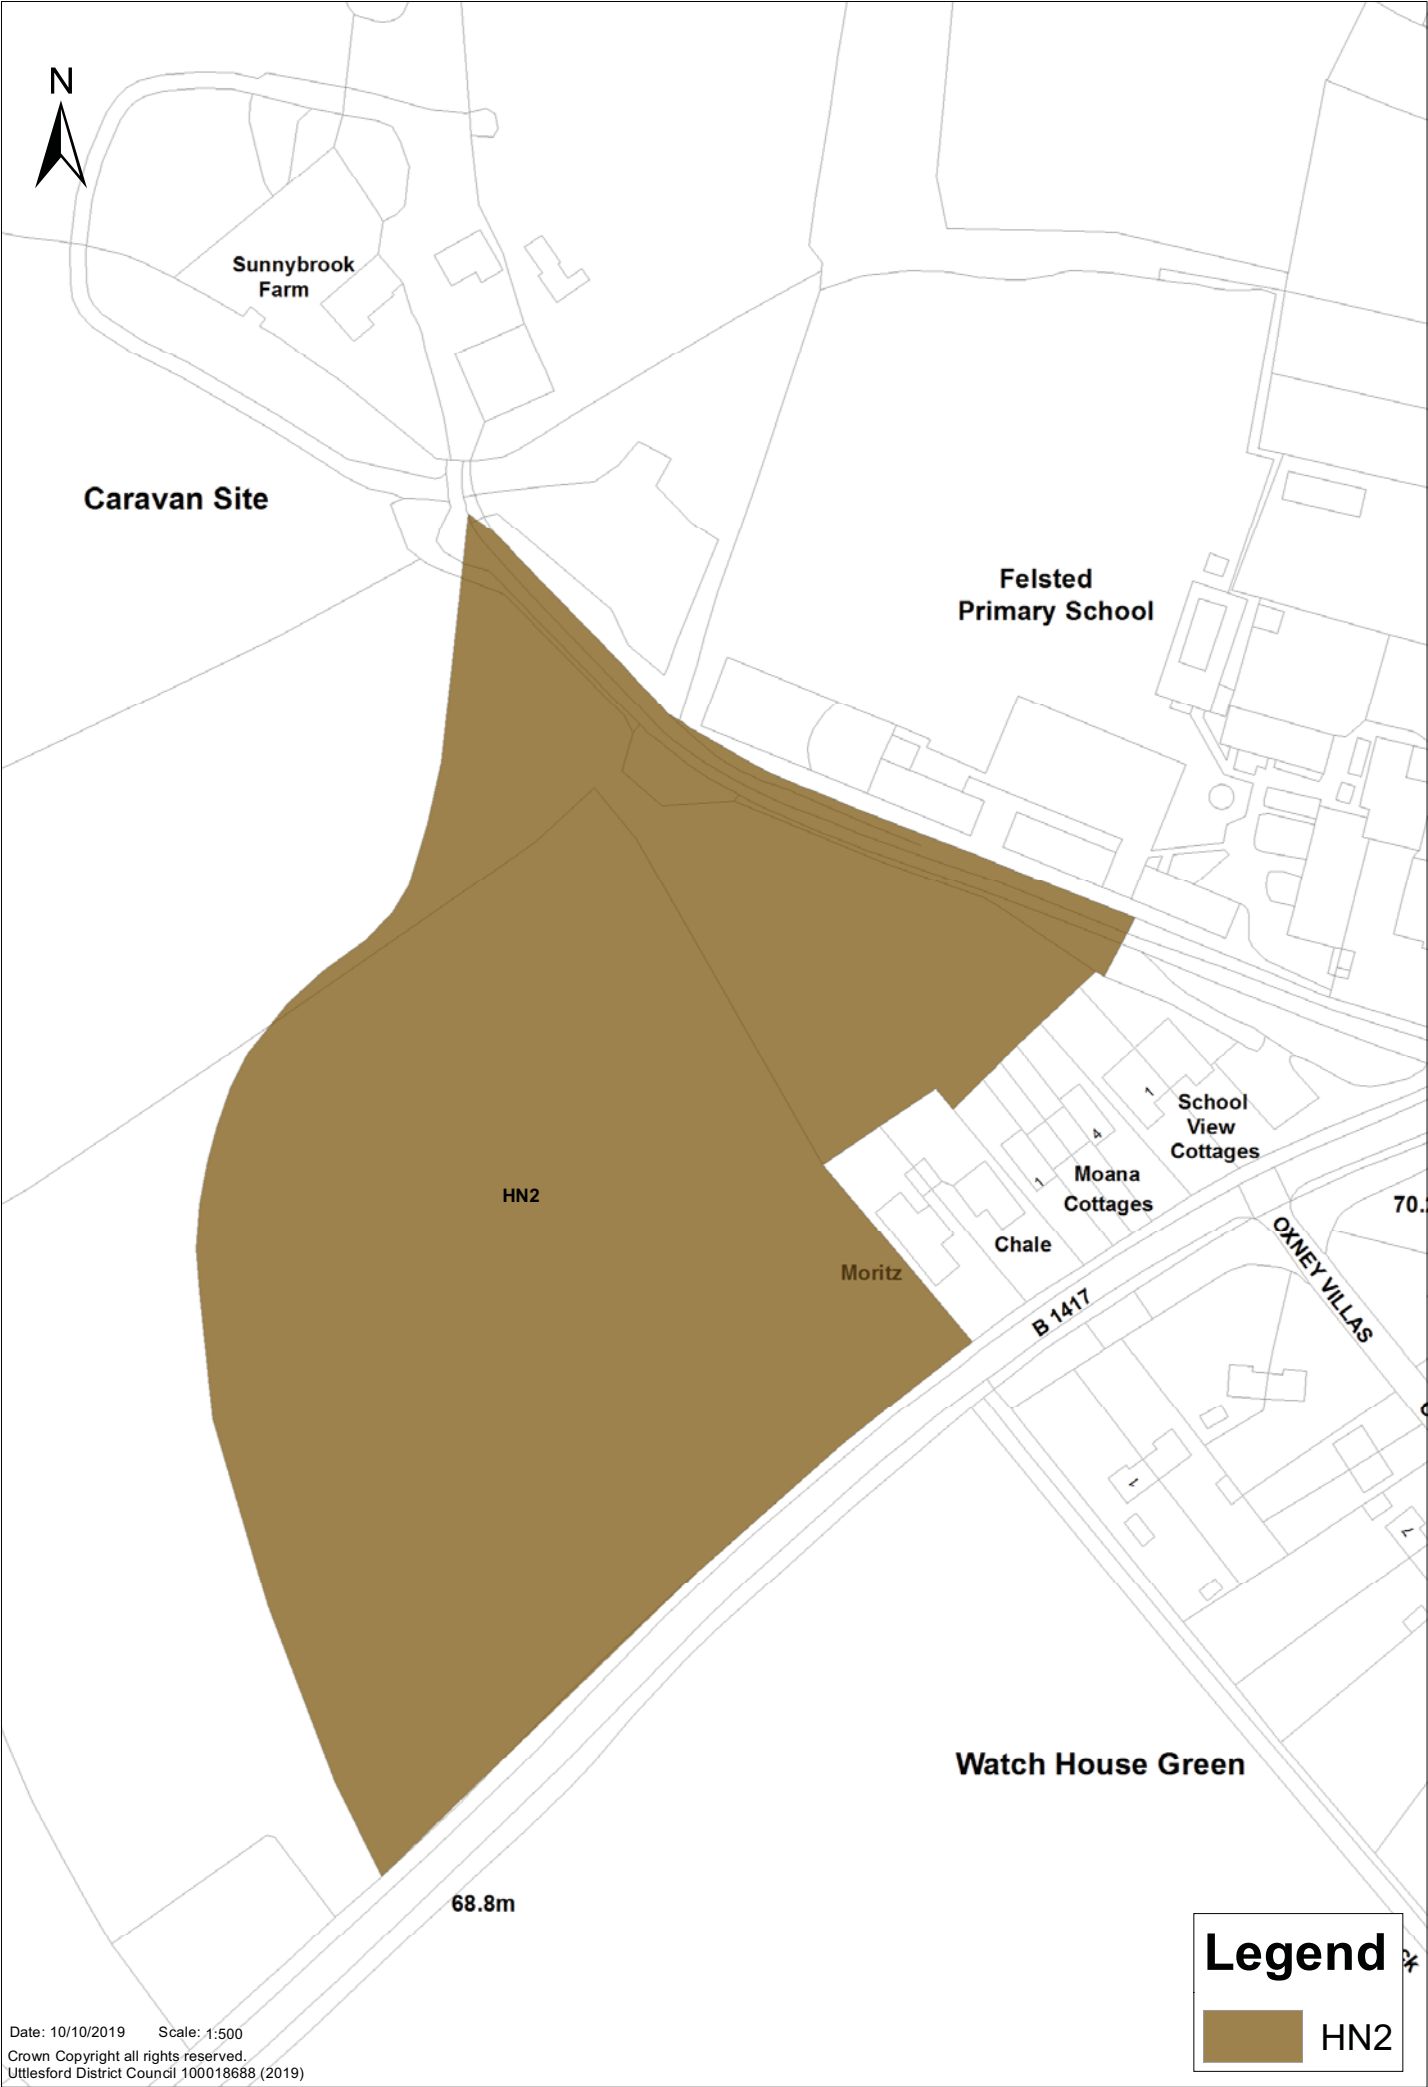 N
Sunnybrook
Farm
Caravan Site
Felsted
Primary School
1
School
View
Cottages
4
Moana
Cottages
1
70.
HN2
Chale
Moritz
OXNEY VILLAS
B 1417
1
7
Watch House Green
68.8m
Legend
HN2
Date: 10/10/2019 Scale: 1:500
Crown Copyright all rights reserved.
Uttlesford District Council 100018688 (2019)